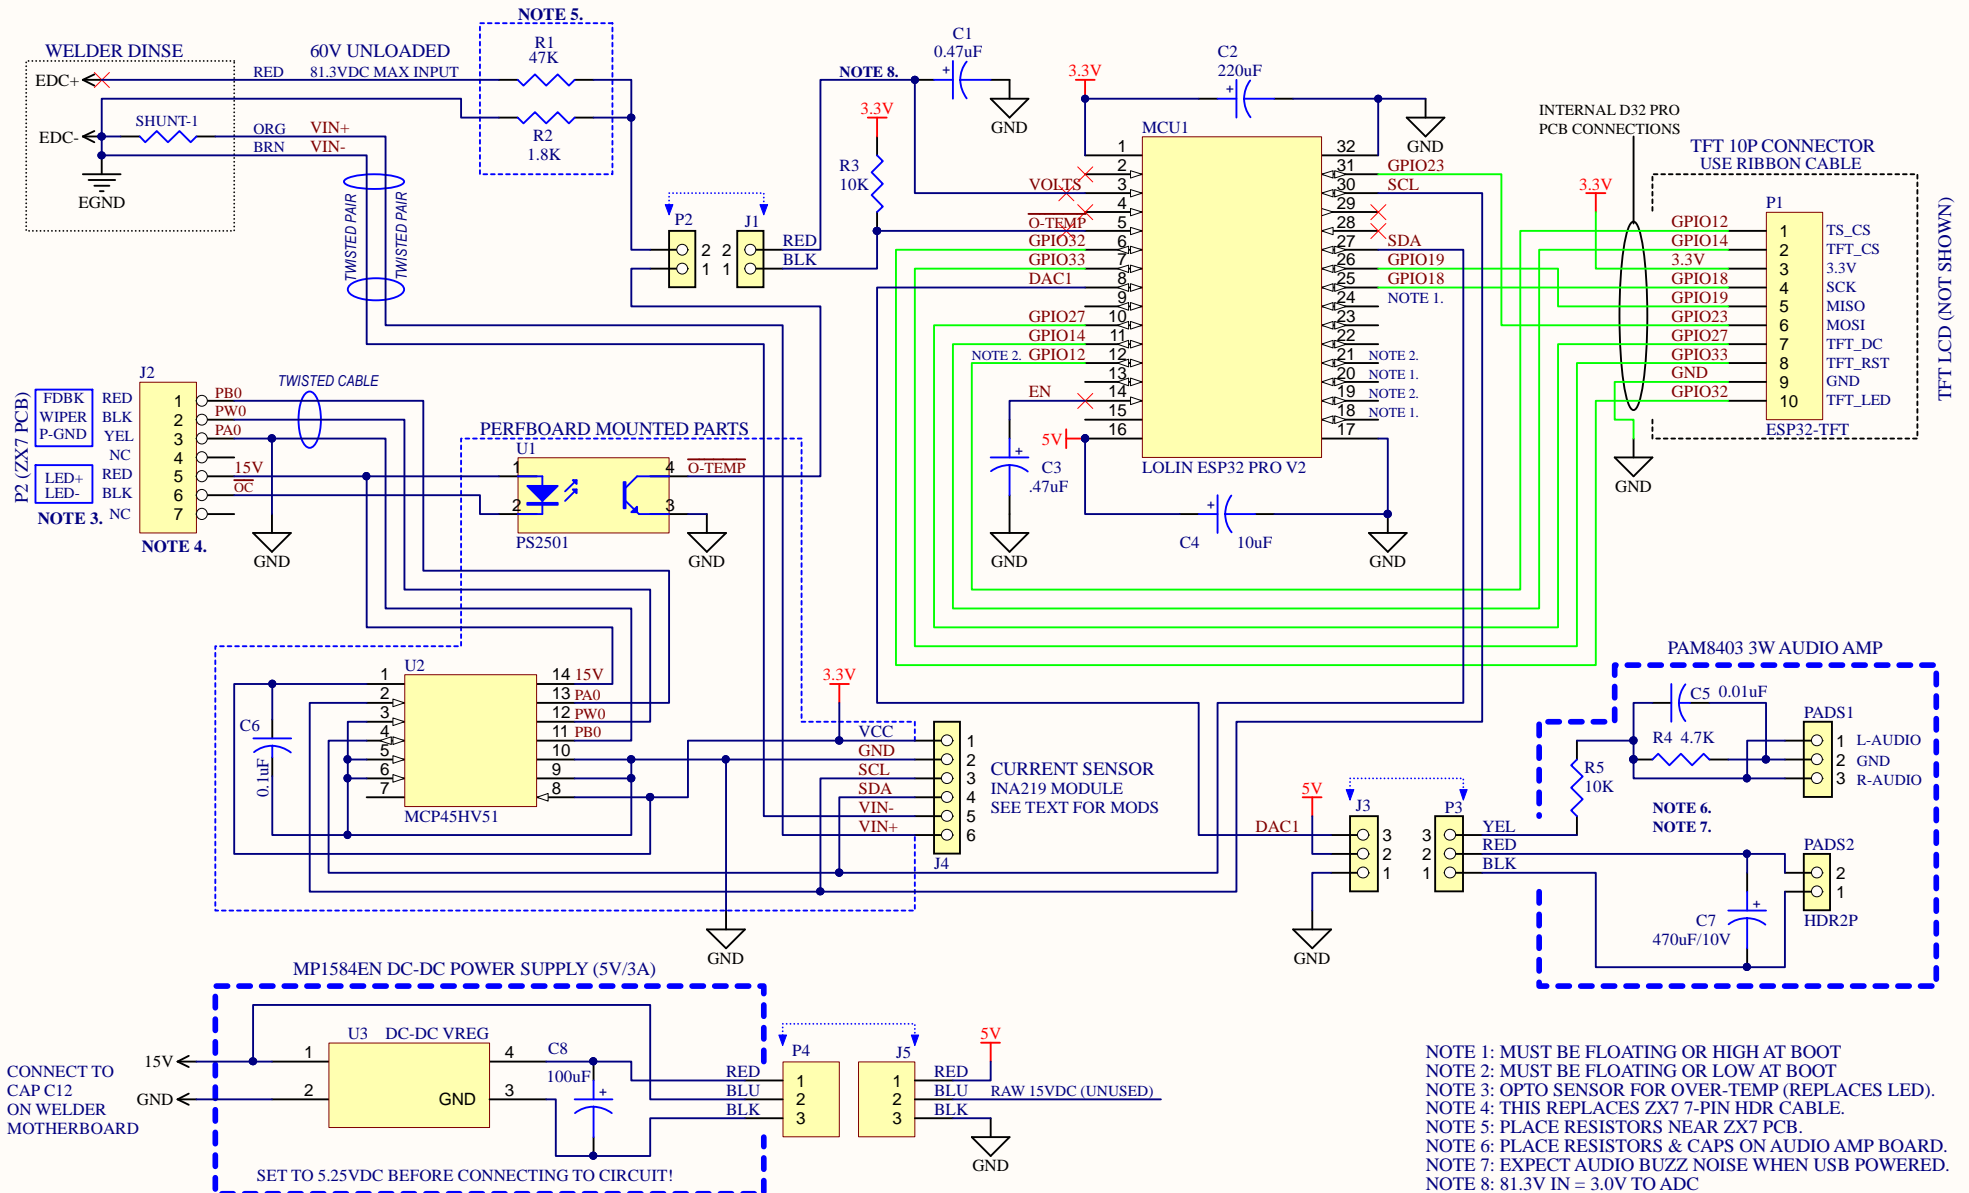 NOTE 5.
WELDER DINSE
60V UNLOADED
R1
47K
EDC+
RED
81.3VDC MAX INPUT
SHUNT-1
EDC-
ORG
VIN+
BRN
VIN-
R2
1.8K
EGND
TWISTED PAIR
TWISTED PAIR
P2
2
1
J1
2
1
RED
BLK
NOTE 8.
C1
0.47uF
+
GND
3.3V
R3
10K
3.3V
C2
220uF
+
GND
MCU1
1
2
VOLTS
3
4
O-TEMP
5
GPIO32
6
GPIO33
7
DAC1
8
9
GPIO27
10
GPIO14
11
NOTE 2.
GPIO12
12
13
EN
14
15
16
32
31
GPIO23
30
SCL
29
28
27
SDA
26
GPIO19
25
GPIO18
24
NOTE 1.
23
22
21
NOTE 2.
20
NOTE 1.
19
NOTE 2.
18
NOTE 1.
17
LOLIN ESP32 PRO V2
5V
C3
.47uF
+
GND
C4
10uF
+
GND
INTERNAL D32 PRO
PCB CONNECTIONS
TFT 10P CONNECTOR
USE RIBBON CABLE
3.3V
P1
GPIO12
1
TS_CS
GPIO14
2
TFT_CS
3.3V
3
3.3V
GPIO18
4
SCK
GPIO19
5
MISO
GPIO23
6
MOSI
GPIO27
7
TFT_DC
GPIO33
8
TFT_RST
GND
9
GND
GPIO32
10
TFT_LED
ESP32-TFT
GND
TFT LCD (NOT SHOWN)
P2 (ZX7 PCB)
J2
FDBK
RED
1
PB0
WIPER
BLK
2
PW0
P-GND
YEL
3
PA0
NC
4
LED+
RED
5
15V
LED-
BLK
6
OC
NC
7
NOTE 3.
NOTE 4.
TWISTED CABLE
GND
PERFBOARD MOUNTED PARTS
U1
1
2
4
3
O-TEMP
PS2501
GND
U2
1
2
3
4
5
6
7
14
15V
13
PA0
12
PW0
11
PB0
10
9
8
MCP45HV51
C6
0.1uF
3.3V
VCC
1
GND
2
SCL
3
SDA
4
VIN-
5
VIN+
6
J4
CURRENT SENSOR
INA219 MODULE
SEE TEXT FOR MODS
GND
5V
DAC1
J3
3
2
1
GND
P3
3
2
1
YEL
RED
BLK
PAM8403 3W AUDIO AMP
C5
0.01uF
R4
4.7K
R5
10K
PADS1
1
L-AUDIO
2
GND
3
R-AUDIO
NOTE 6.
NOTE 7.
PADS2
2
1
HDR2P
C7
470uF/10V
+
MP1584EN DC-DC POWER SUPPLY (5V/3A)
CONNECT TO
CAP C12
ON WELDER
MOTHERBOARD
15V
GND
U3
DC-DC VREG
1
2
4
3
GND
C8
100uF
+
SET TO 5.25VDC BEFORE CONNECTING TO CIRCUIT!
P4
RED
1
BLU
2
BLK
3
J5
1
RED
2
BLU
3
BLK
5V
RAW 15VDC (UNUSED)
GND
NOTE 1: MUST BE FLOATING OR HIGH AT BOOT
NOTE 2: MUST BE FLOATING OR LOW AT BOOT
NOTE 3: OPTO SENSOR FOR OVER-TEMP (REPLACES LED).
NOTE 4: THIS REPLACES ZX7 7-PIN HDR CABLE.
NOTE 5: PLACE RESISTORS NEAR ZX7 PCB.
NOTE 6: PLACE RESISTORS & CAPS ON AUDIO AMP BOARD.
NOTE 7: EXPECT AUDIO BUZZ NOISE WHEN USB POWERED.
NOTE 8: 81.3V IN = 3.0V TO ADC